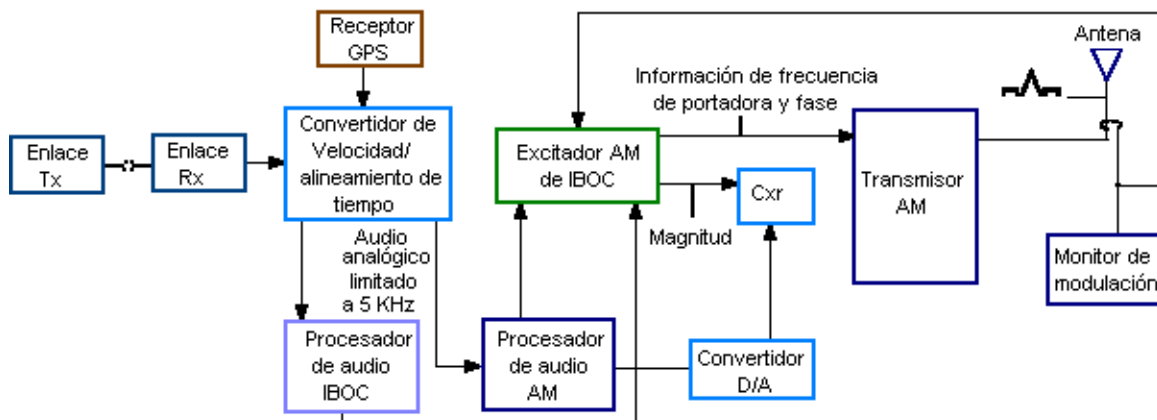 Receptor
GPS
Antena
Información de frecuencia
de portadora y fase
Enlace
Tx
Enlace
Rx
Convertidor de
Velocidad/
alineamiento de
tiempo
Excitador AM
de IBOC
Cxr
Transmisor
AM
Magnitud
Audio
analógico
limitado
a 5 KHz
Monitor de
modulación
Procesador
de audio
IBOC
Procesador
de audio
AM
Convertidor
D/A